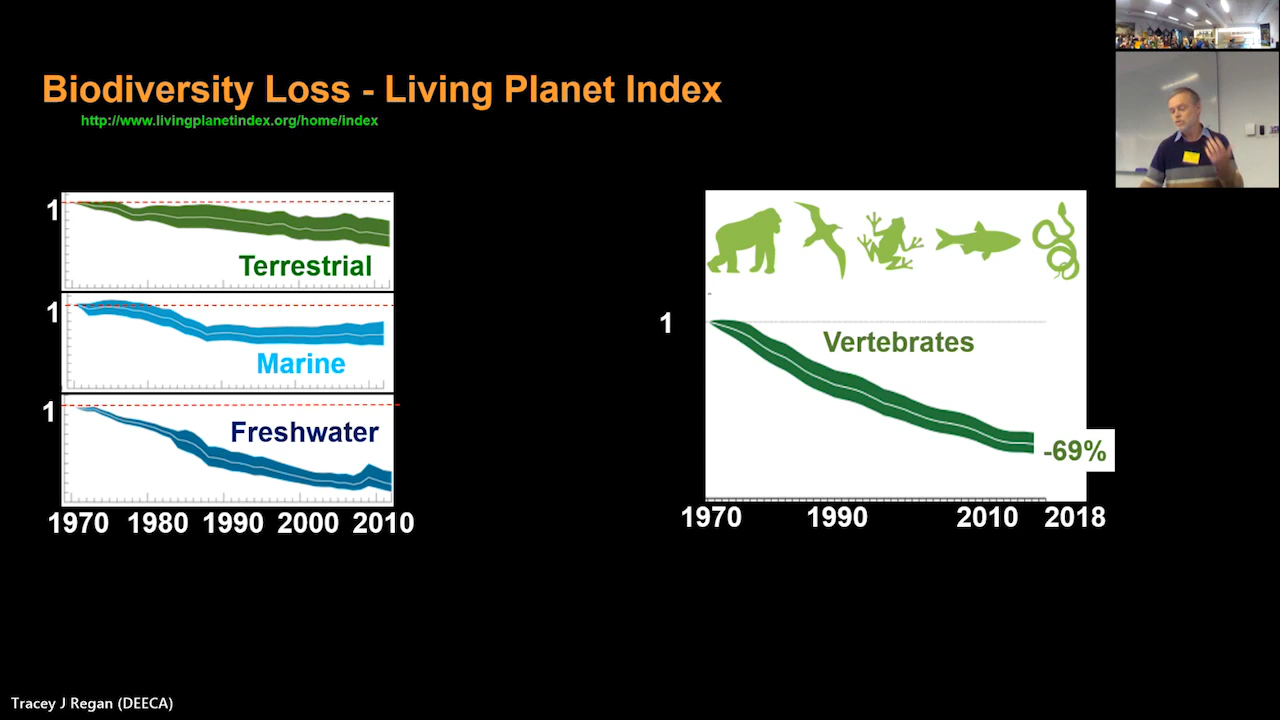 Biodiversity Loss - Living Planet Index
http://www.livingplanetindex.org/home/index
1
Terrestrial
1
Marine
1
Freshwater
1970 1980 1990 2000 2010
1
Vertebrates
-69%
1970 1990 2010 2018
Tracey J Regan (DEECA)